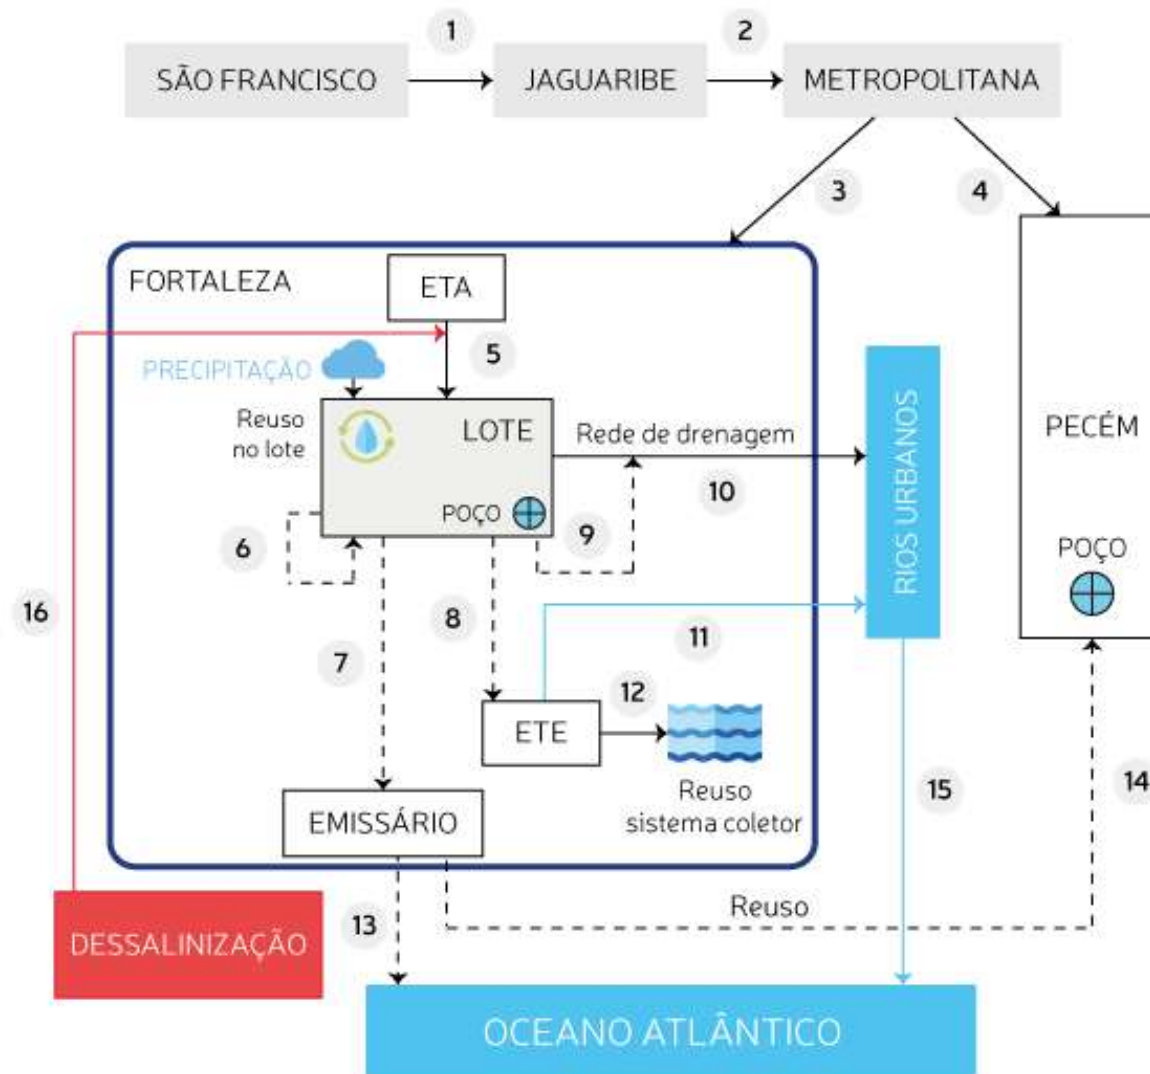 1
2
SÃO FRANCISCO
JAGUARIBE
METROPOLITANA
3
4
FORTALEZA
ETA
5
PRECIPITAÇÃO
Reuso
no lote
LOTE
POÇO
Rede de drenagem
10
RIOS URBANOS
PECÉM
POÇO
6
9
16
7
8
11
12
ETE
Reuso
sistema coletor
15
14
EMISSÁRIO
13
Reuso
DESSALINIZAÇÃO
OCEANO ATLÂNTICO